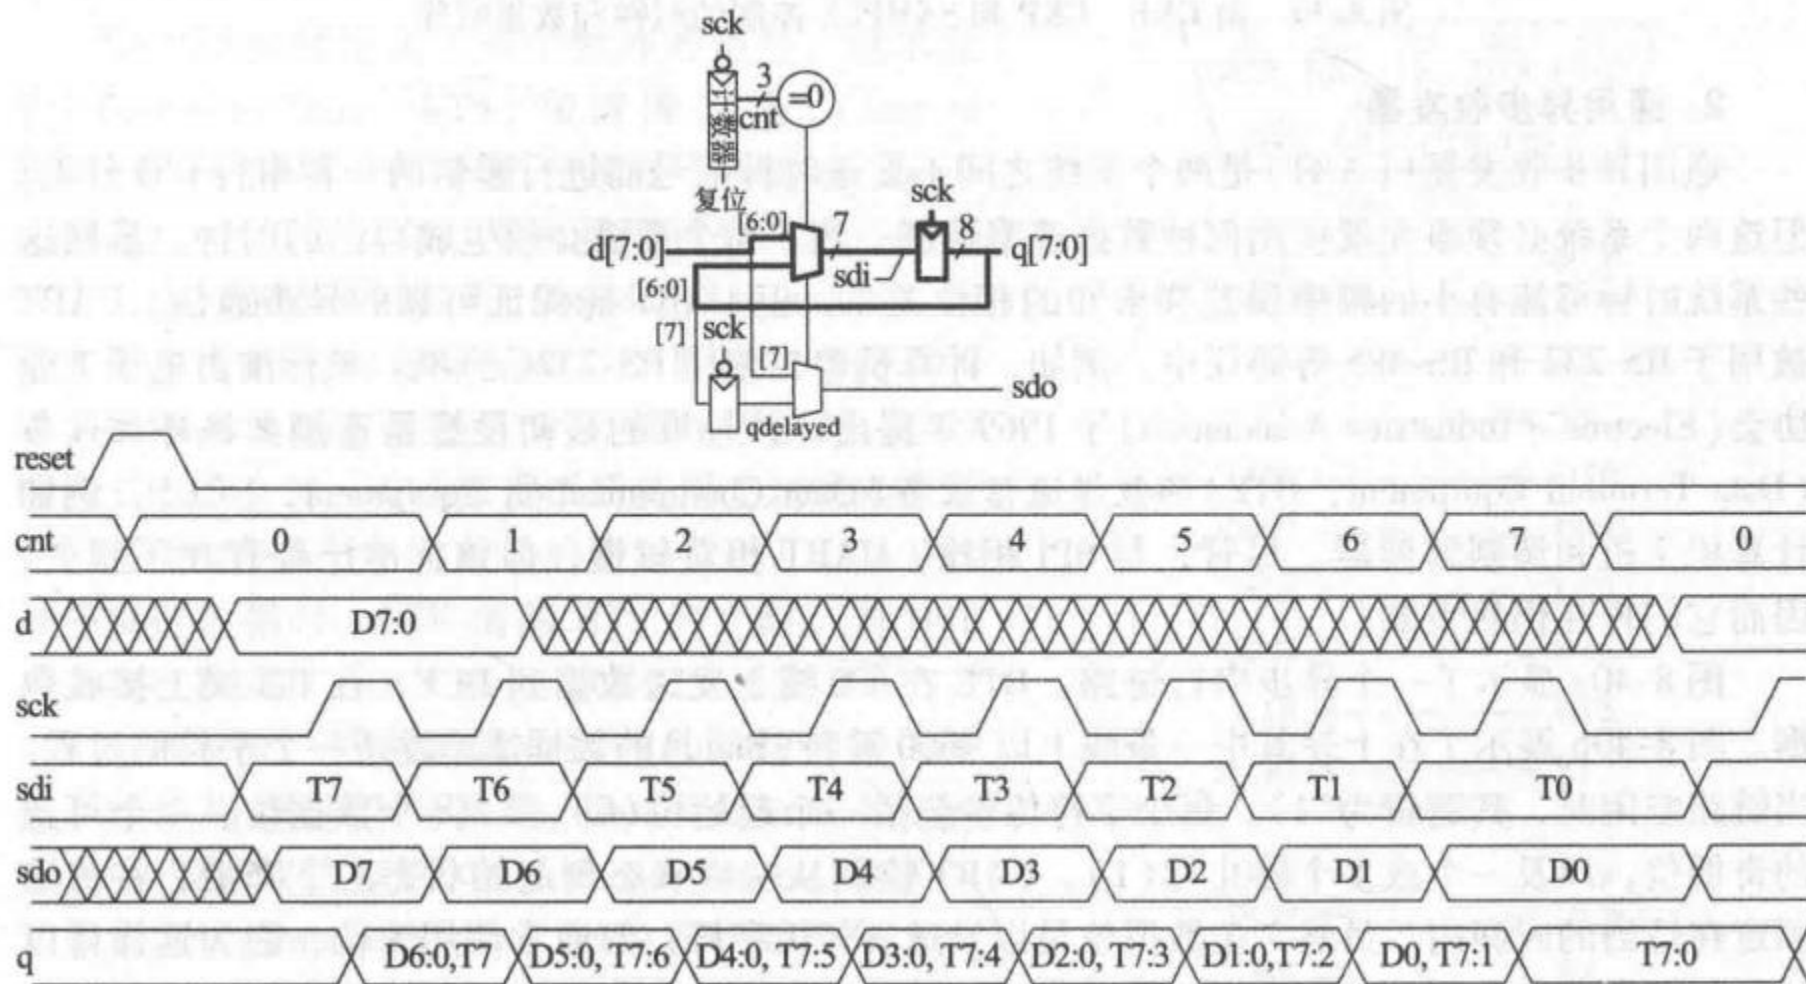 sck
3
=0
计数器
cnt
复位
sck
[6:0]
7
8
d[7:0]
q[7:0]
sdi
[6:0]
[7]
sck
[7]
sdo
qdelayed
reset
cnt 0 1 2 3 4 5 6 7 0
d D7:0
sck
sdi T7 T6 T5 T4 T3 T2 T1 T0
sdo D7 D6 D5 D4 D3 D2 D1 D0
q D6:0,T7 D5:0, T7:6 D4:0, T7:5 D3:0, T7:4 D2:0, T7:3 D1:0,T7:2 D0, T7:1 T7:0